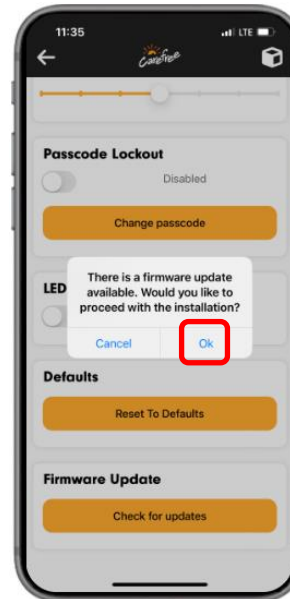 11:35
LTE
Carefree
Passcode Lockout
Disabled
Change passcode
There is a firmware update
available. Would you like to
proceed with the installation?
LED
Cancel
Ok
Defaults
Reset To Defaults
Firmware Update
Check for updates